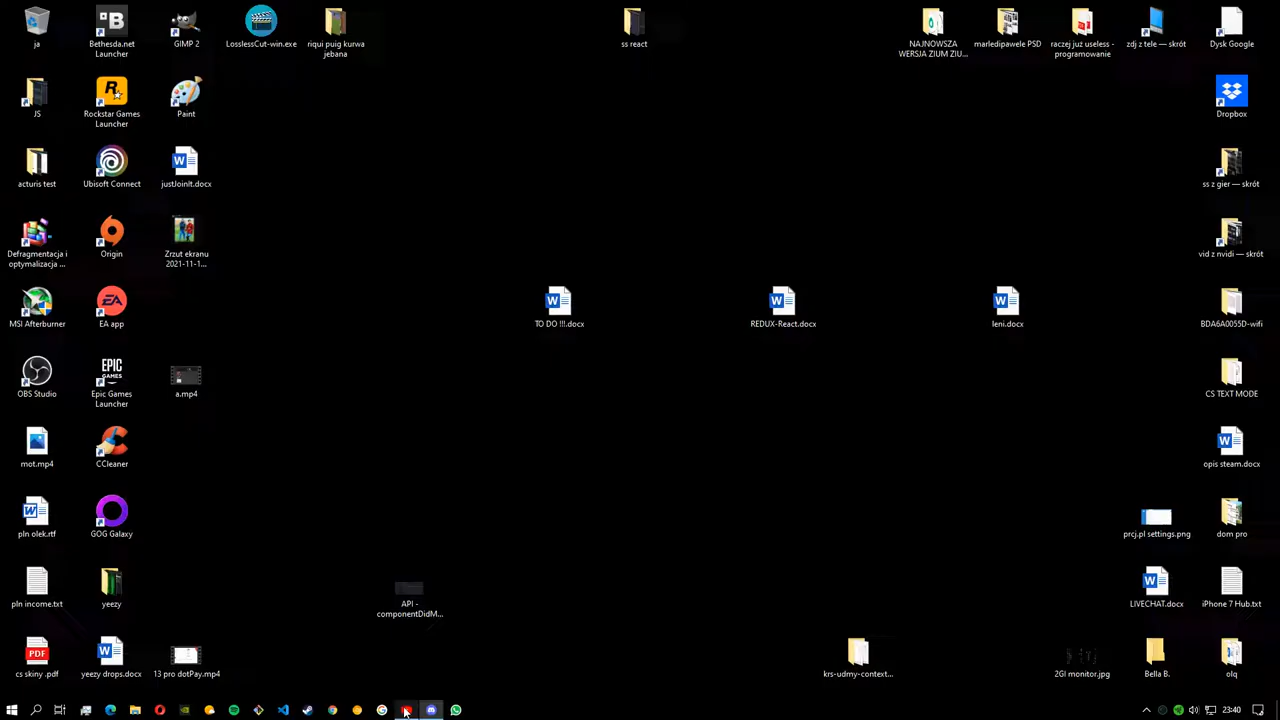 ja
Bethesda.net
Launcher
GIMP 2
LosslessCut-win.exe
riqui puig kurwa
jebana
ss react
NAJNOWSZA
WERSJA ZIUM ZIU...
marledipawele PSD
raczej już useless -
programowanie
zdj z tele — skrót
Dysk Google
JS
Rockstar Games
Launcher
Paint
Dropbox
acturis test
Ubisoft Connect
justJoinIt.docx
ss z gier — skrót
Defragmentacja i
optymalizacja ...
Origin
Zrzut ekranu
2021-11-1...
vid z nvidi — skrót
MSI Afterburner
EA app
TO DO !!!.docx
REDUX-React.docx
leni.docx
BDA6A0055D-wifi
OBS Studio
EPIC
GAMES
Epic Games
Launcher
a.mp4
CS TEXT MODE
mot.mp4
CCleaner
opis steam.docx
pln olek.rtf
GOG Galaxy
prcj.pl settings.png
dom pro
pln income.txt
yeezy
API -
componentDidM...
LIVECHAT.docx
iPhone 7 Hub.txt
PDF
cs skiny .pdf
yeezy drops.docx
13 pro dotPay.mp4
krs-udmy-context...
2GI monitor.jpg
Bella B.
olq
23:40